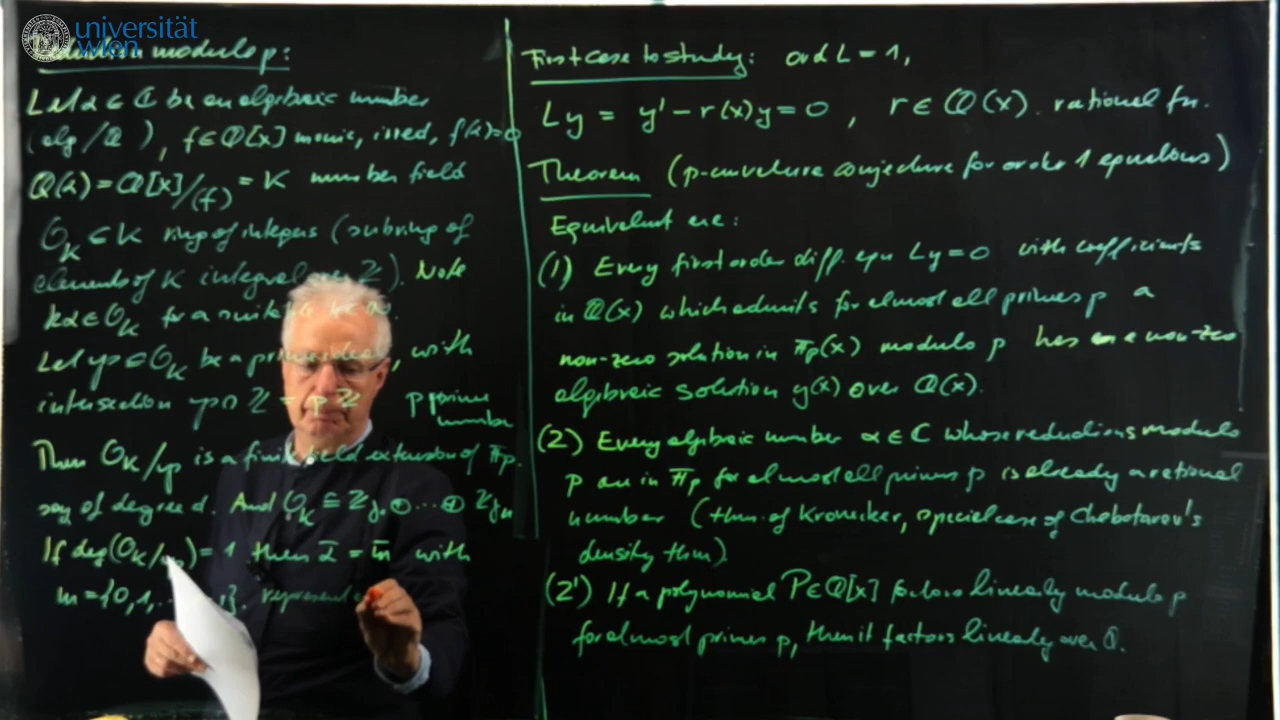 universität
wien
Reduction modulo p:
Let α ∈ ℂ be an algebraic number
(alg/ℚ), f ∈ ℚ[x] monic, irred, f(α)=0
ℚ(α) = ℚ[x]/(f) = K number field
O_K ⊂ K ring of integers (subring of
elements of K integral over ℤ). Note
kα ∈ O_K for a
Let 𝔭 ⊂ O_K be a prime ideal, with
intersection 𝔭 ∩ ℤ = pℤ p prime
number
Then O_K/𝔭 is a finite field extension of 𝔽_p.
say of degree d. And O_K ≅ ℤy₁ ⊕ ... ⊕ ℤy_n
If deg(O_K/𝔭) = 1 then ᾱ = m̄ with
m = {0, 1, ... 1}.
First case to study: ord L = 1,
Ly = y' − r(x)y = 0, r ∈ ℚ(x). rational fn.
Theorem (p-curvature conjecture for order 1 equations)
Equivalent are:
(1) Every first order diff. equ Ly = 0 with coefficients
in ℚ(x) which admits for almost all primes p a
non-zero solution in 𝔽_p(x) modulo p has a non-zero
algebraic solution y(x) over ℚ(x).
(2) Every algebraic number α ∈ ℂ whose reductions modulo
p are in 𝔽_p for almost all primes p is already a rational
number (thm. of Kronecker, special case of Chebotarev's
density thm).
(2') If a polynomial P ∈ ℚ[x] factors linearly modulo p
for almost primes p, then it factors linearly over ℚ.